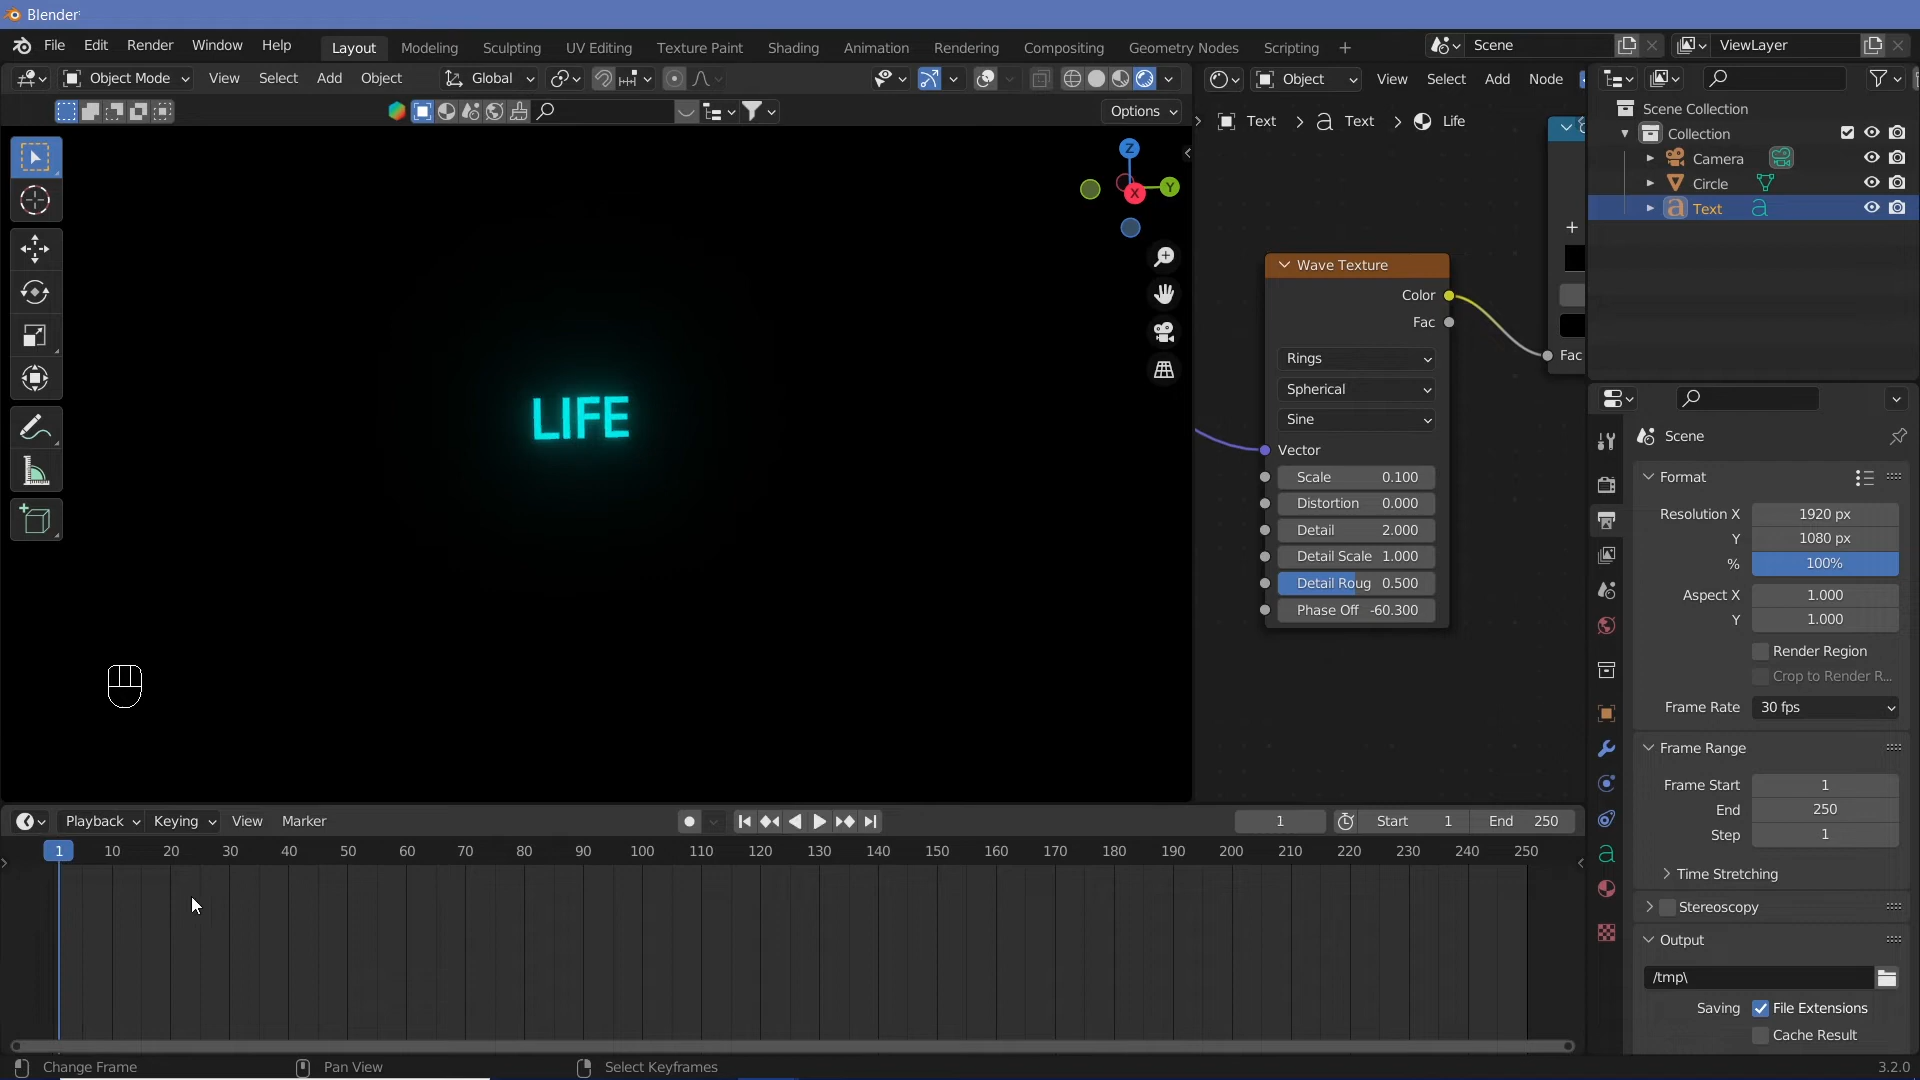 Blender
File Edit Render Window Help
Layout Modeling Sculpting UV Editing Texture Paint Shading Animation Rendering Compositing Geometry Nodes Scripting
Scene
ViewLayer
Object Mode View Select Add Object Global
Object View Select Add Node
Options
Text Text Life
Z
Y
X
LIFE
Wave Texture
Color
Fac
Rings
Spherical
Sine
Vector
Scale 0.100
Distortion 0.000
Detail 2.000
Detail Scale 1.000
Detail Roug 0.500
Phase Off -60.300
Fac
Scene Collection
Collection
Camera
Circle
Text
Scene
Format
Resolution X 1920 px
Y 1080 px
% 100%
Aspect X 1.000
Y 1.000
Render Region
Crop to Render R...
Frame Rate 30 fps
Frame Range
Frame Start 1
End 250
Step 1
Time Stretching
Stereoscopy
Output
/tmp\
Saving File Extensions
Cache Result
Playback Keying View Marker
1 Start 1 End 250
1 10 20 30 40 50 60 70 80 90 100 110 120 130 140 150 160 170 180 190 200 210 220 230 240 250
Change Frame Pan View Select Keyframes
3.2.0